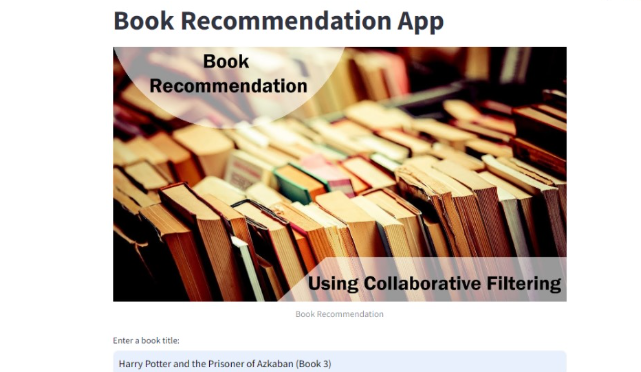 Book Recommendation App
Book
Recommendation
Using Collaborative Filtering
Book Recommendation
Enter a book title:
Harry Potter and the Prisoner of Azkaban (Book 3)